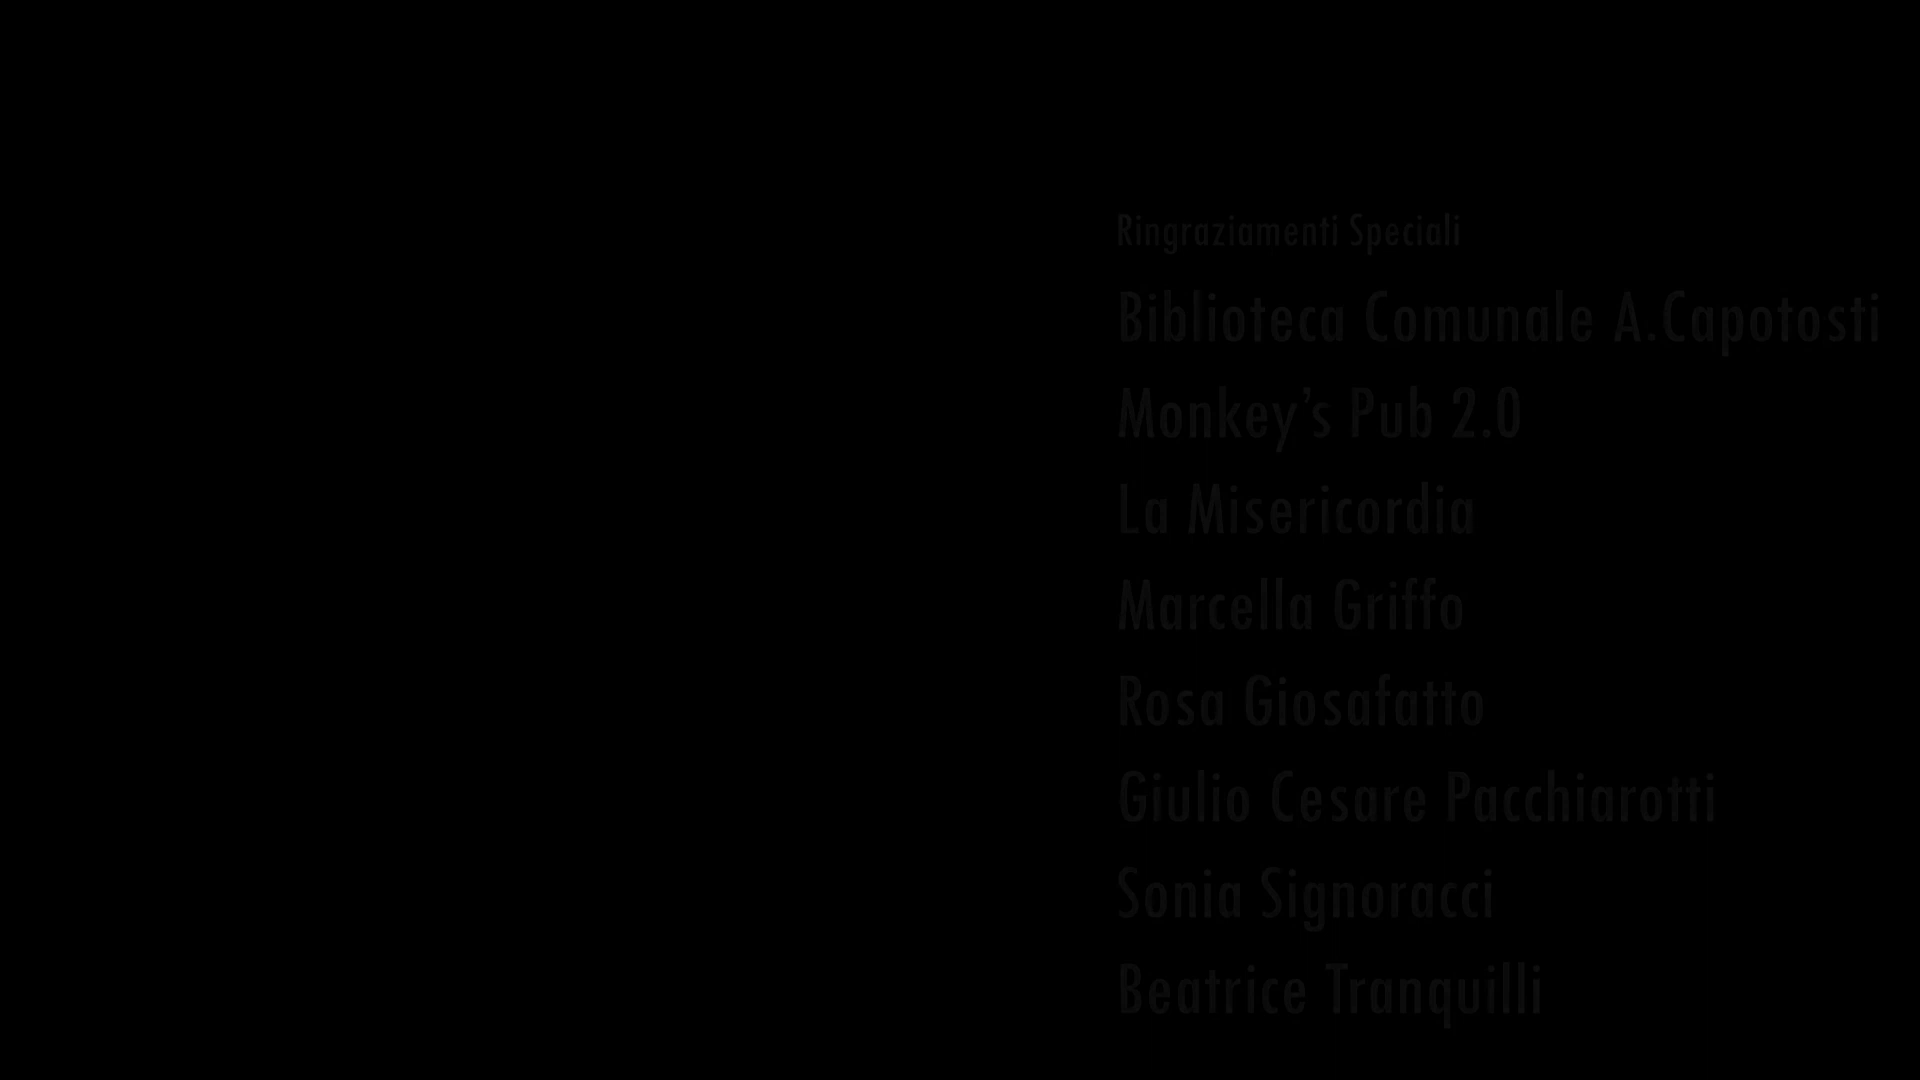 Ringraziamenti Speciali
Biblioteca Comunale A.Capotosti
Monkey’s Pub 2.0
La Misericordia
Marcella Griffo
Rosa Giosafatto
Giulio Cesare Pacchiarotti
Sonia Signoracci
Beatrice Tranquilli